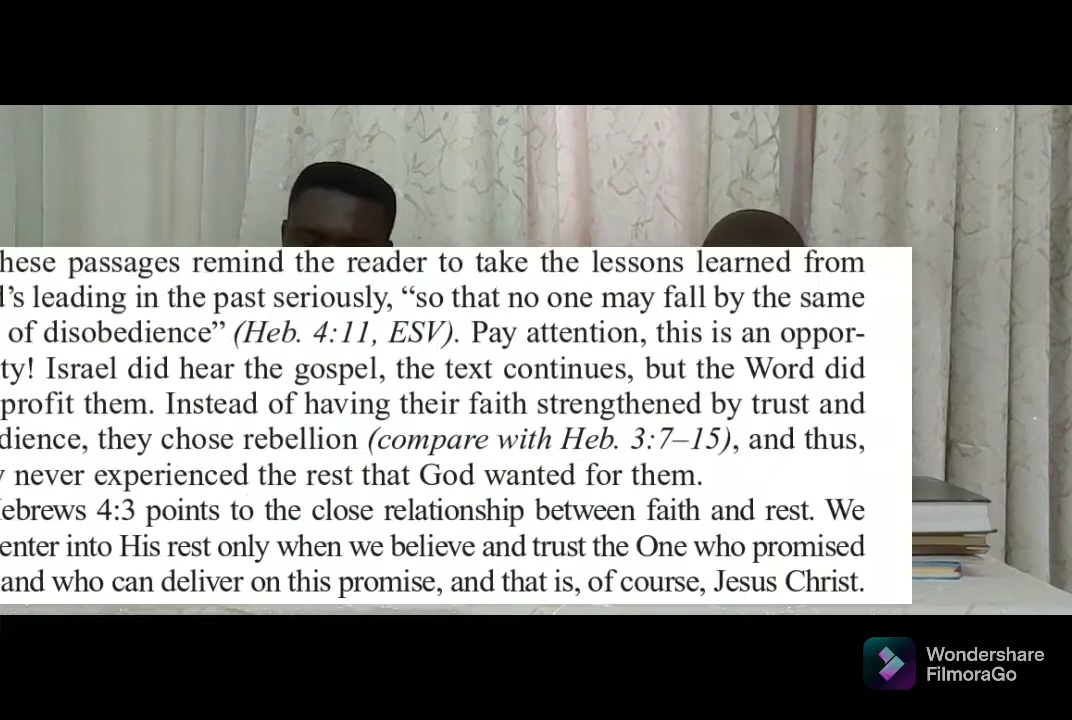 hese passages remind the reader to take the lessons learned from
's leading in the past seriously, “so that no one may fall by the same
of disobedience” (Heb. 4:11, ESV). Pay attention, this is an oppor-
ty! Israel did hear the gospel, the text continues, but the Word did
profit them. Instead of having their faith strengthened by trust and
dience, they chose rebellion (compare with Heb. 3:7–15), and thus,
never experienced the rest that God wanted for them.
ebrews 4:3 points to the close relationship between faith and rest. We
enter into His rest only when we believe and trust the One who promised
and who can deliver on this promise, and that is, of course, Jesus Christ.
Wondershare
FilmoraGo